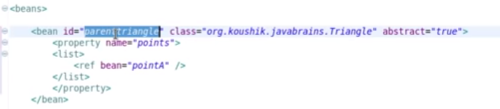 <beans>
<bean id="parenttriangle" class="org.koushik.javabrains.Triangle" abstract="true">
<property name="points">
<list>
<ref bean="pointA" />
</list>
</property>
</bean>